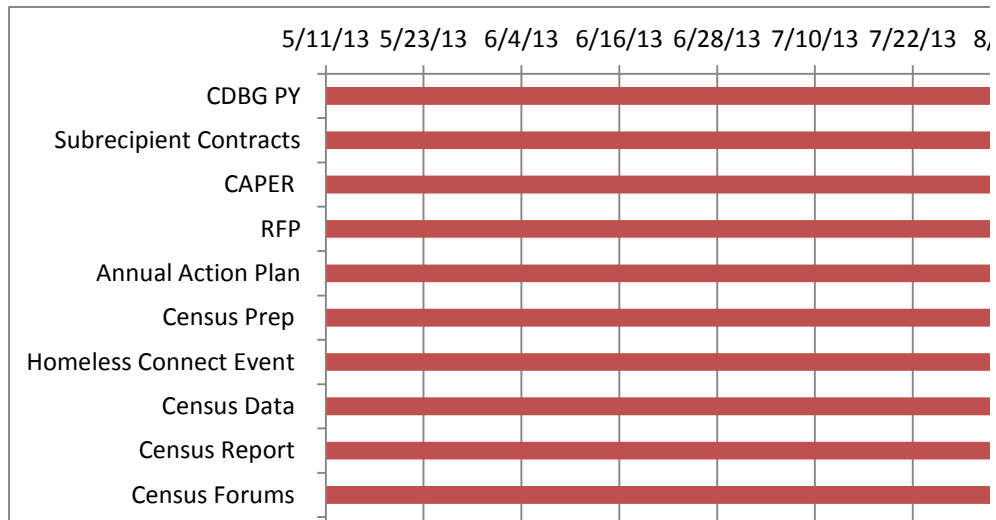 5/11/13 5/23/13 6/4/13 6/16/13 6/28/13 7/10/13 7/22/13 8/
CDBG PY
Subrecipient Contracts
CAPER
RFP
Annual Action Plan
Census Prep
Homeless Connect Event
Census Data
Census Report
Census Forums